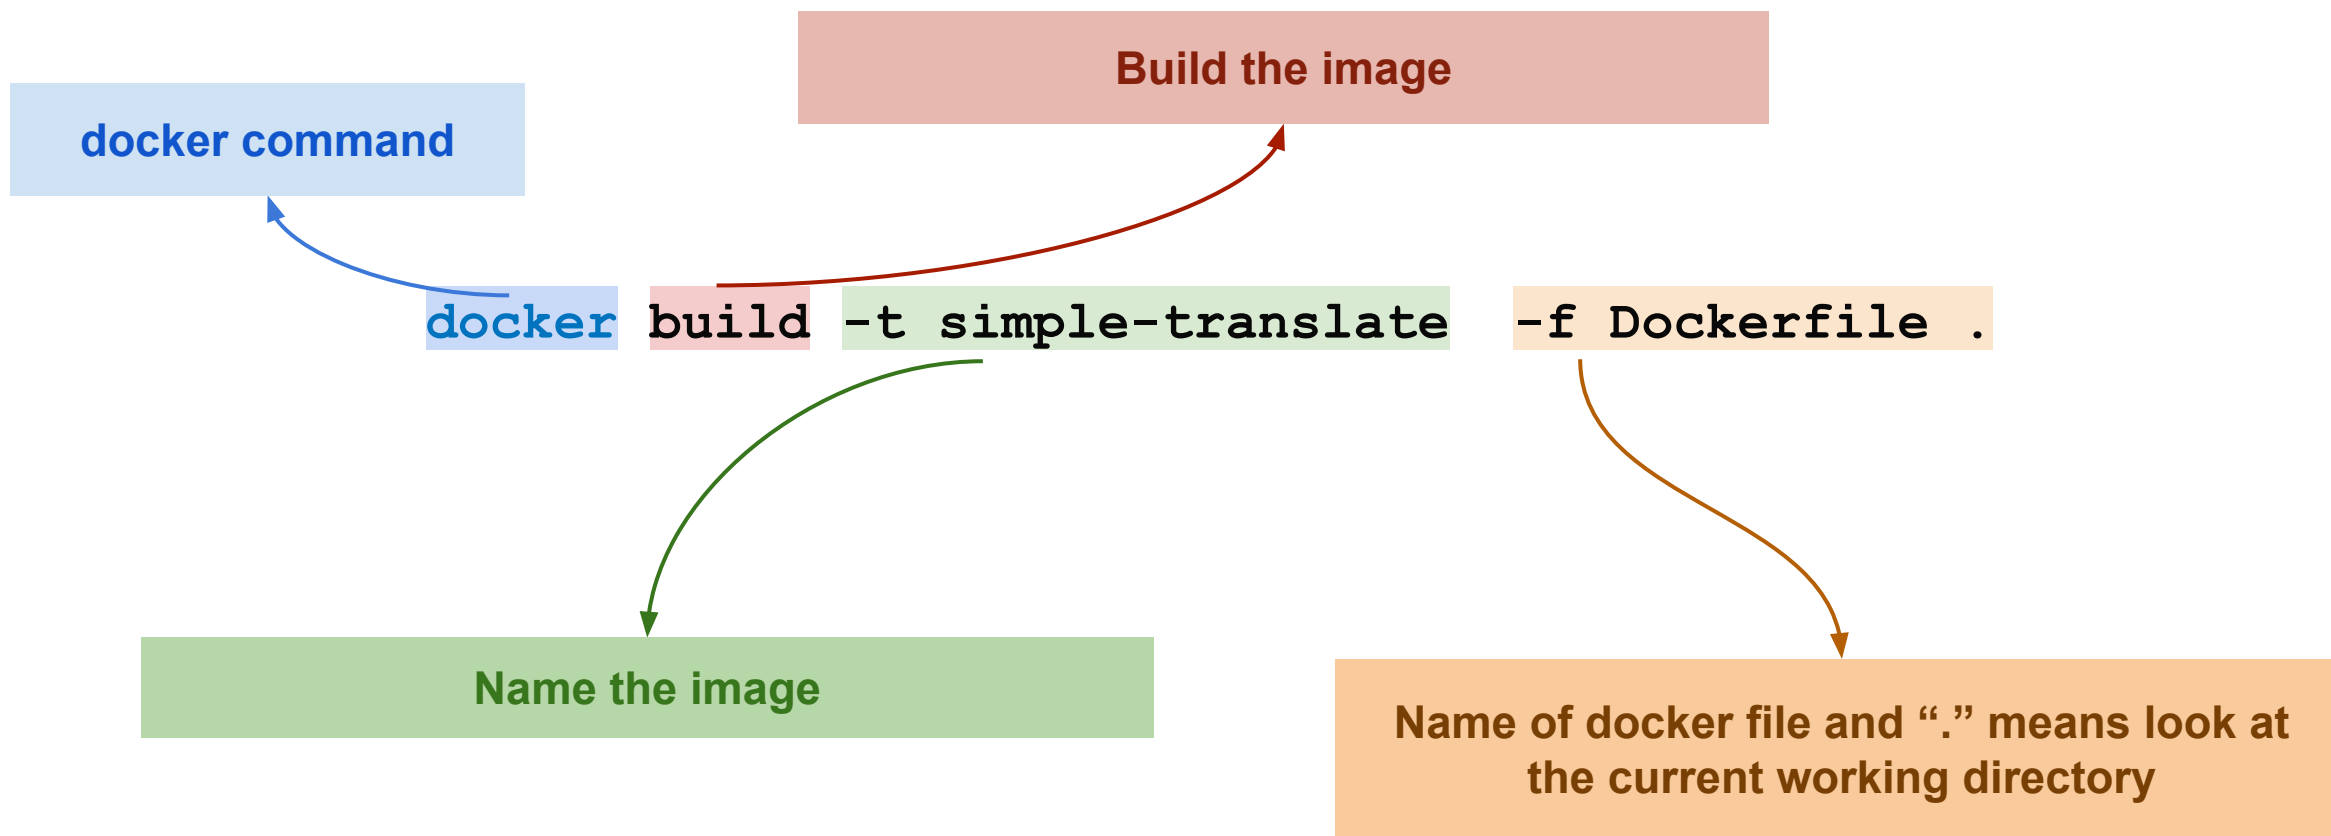 Build the image
docker command
docker build -t simple-translate -f Dockerfile .
Name the image
Name of docker file and “.” means look at
the current working directory